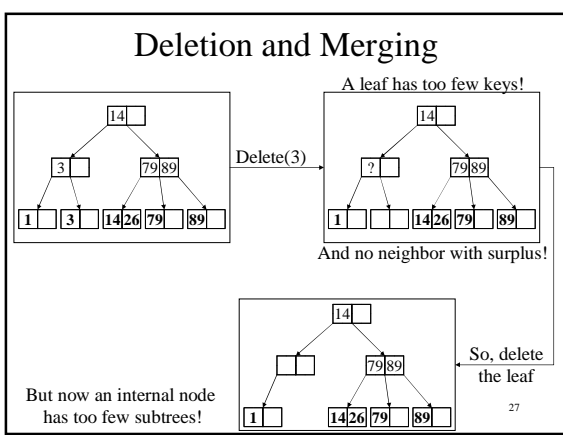 Deletion and Merging
A leaf has too few keys!
14
3
79 89
1
3
14 26
79
89
Delete(3)
14
?
79 89
1
14 26
79
89
And no neighbor with surplus!
14
79 89
1
14 26
79
89
So, delete
the leaf
But now an internal node
has too few subtrees!
27